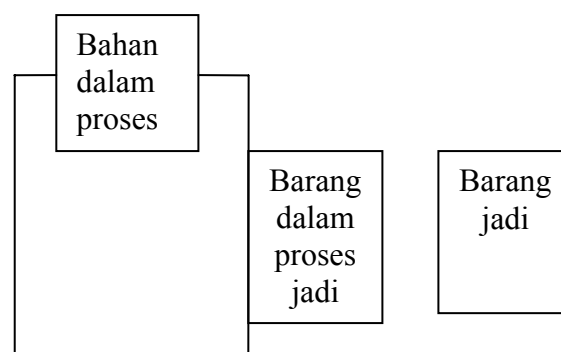 Bahan
dalam
proses
Barang
dalam
proses
jadi
Barang
jadi